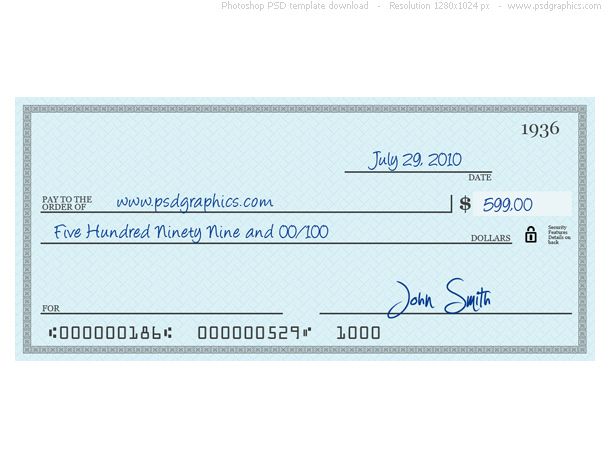 Photoshop PSD template download - Resolution 1280x1024 px - www.psdgraphics.com
1936
July 29, 2010
DATE
PAY TO THE
ORDER OF
www.psdgraphics.com
$ 599.00
Five Hundred Ninety Nine and 00/100
DOLLARS
Security
Features
Details on
back
John Smith
FOR
⑆000000186⑆ 000000529⑈ 1000